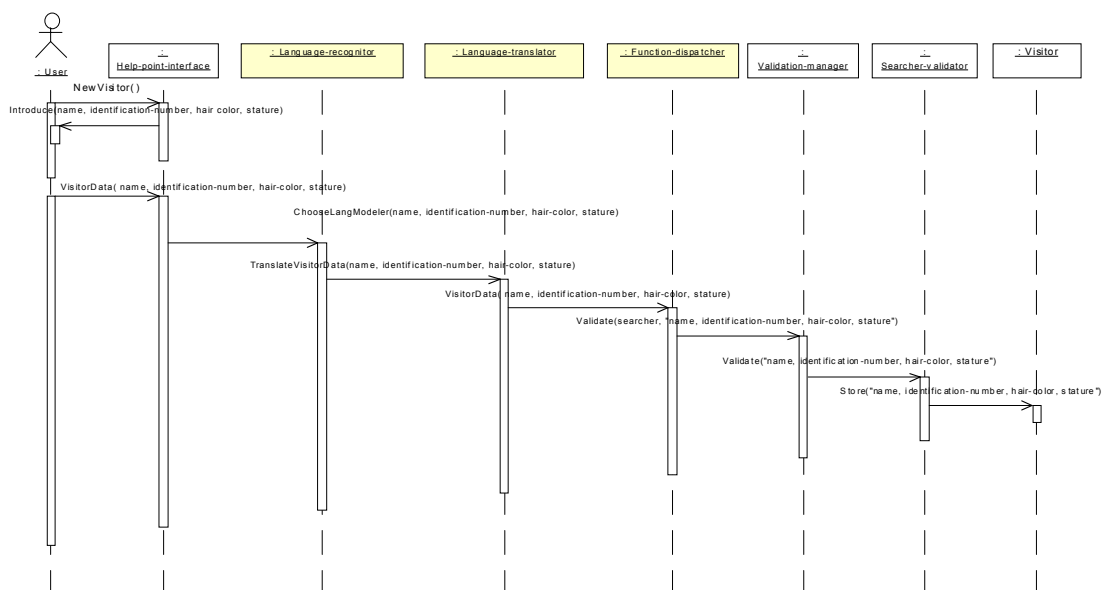 : User
:
Help-point-interface
: Language-recognitor
: Language-translator
: Function-dispatcher
:
Validation-manager
:
Searcher-validator
: Visitor
NewVisitor()
Introduce(name, identification-number, hair color, stature)
VisitorData( name, identification-number, hair-color, stature)
ChooseLangModeler(name, identification-number, hair-color, stature)
TranslateVisitorData(name, identification-number, hair-color, stature)
VisitorData( name, identification-number, hair-color, stature)
Validate(searcher, "name, identification-number, hair-color, stature")
Validate("name, identification-number, hair-color, stature")
Store("name, identification-number, hair-color, stature")